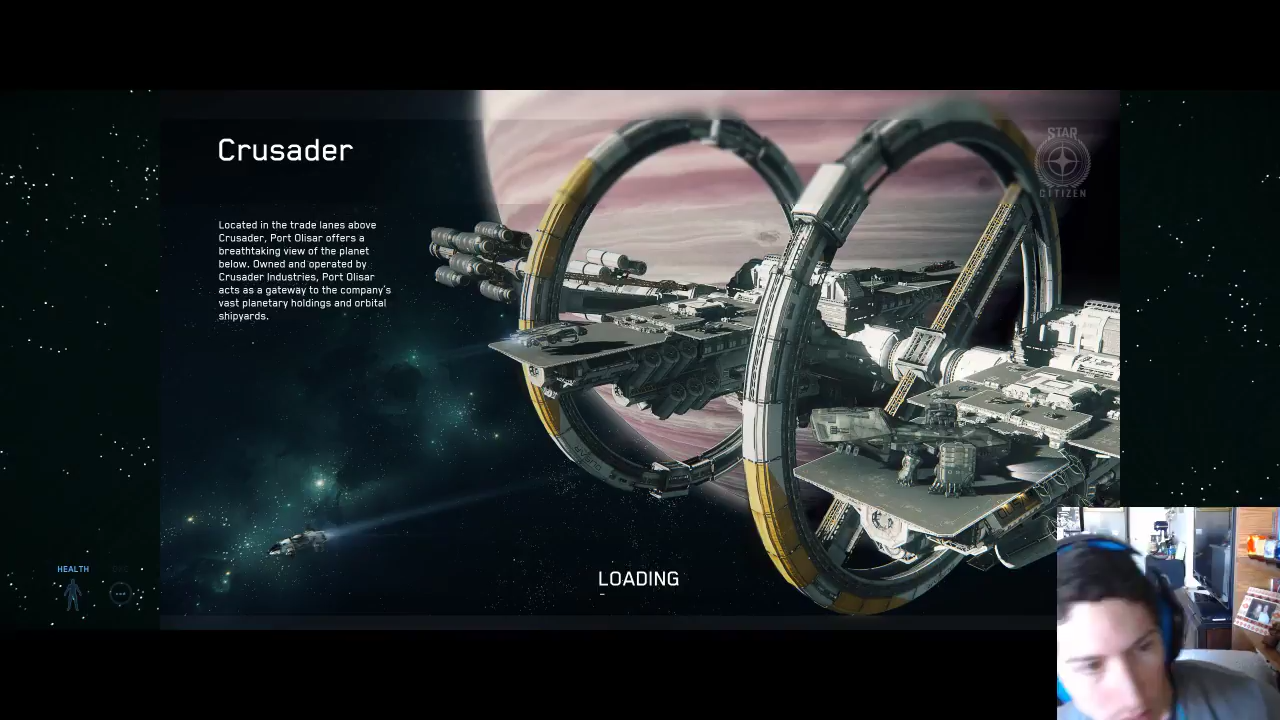 Crusader
STAR
CITIZEN
Located in the trade lanes above
Crusader, Port Olisar offers a
breathtaking view of the planet
below. Owned and operated by
Crusader Industries, Port Olisar
acts as a gateway to the company's
vast planetary holdings and orbital
shipyards.
HEALTH
LOADING